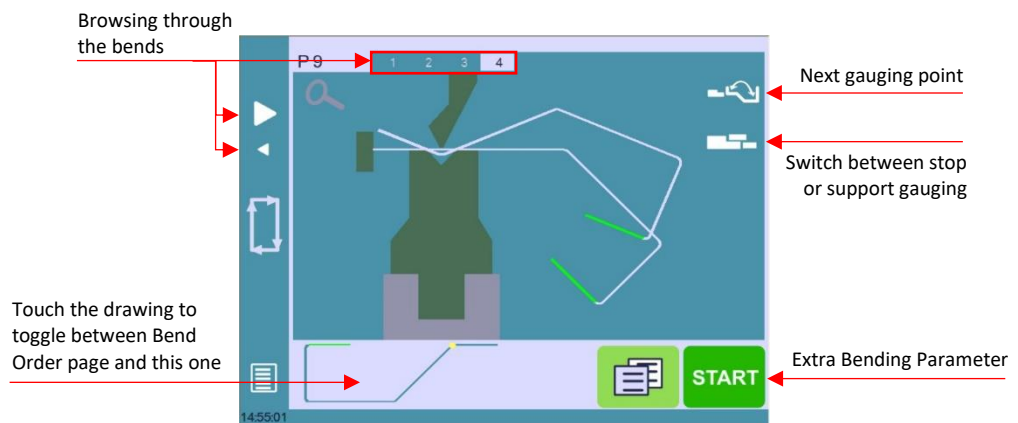 Browsing through
the bends
P 9
1 2 3 4
Next gauging point
Switch between stop
or support gauging
Touch the drawing to
toggle between Bend
Order page and this one
START
Extra Bending Parameter
14:55:01